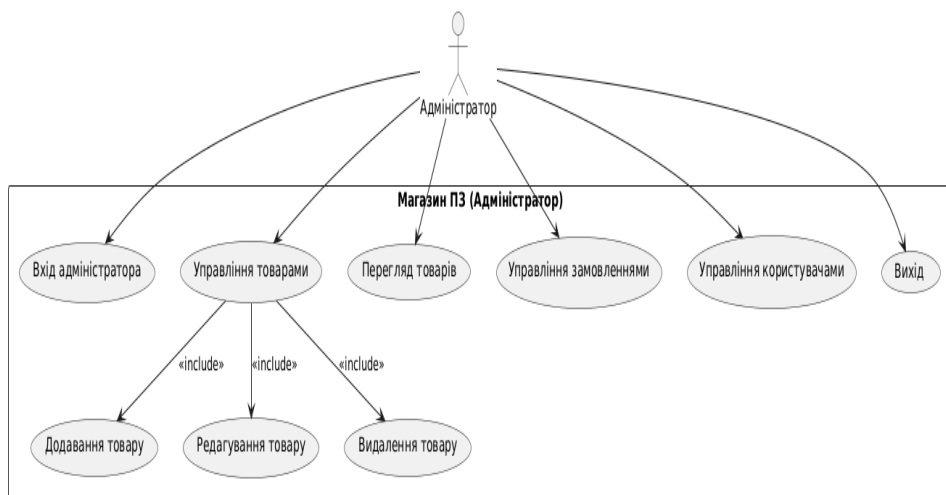 Адміністратор
Магазин ПЗ (Адміністратор)
Вхід адміністратора
Управління товарами
Перегляд товарів
Управління замовленнями
Управління користувачами
Вихід
«include»
«include»
«include»
Додавання товару
Редагування товару
Видалення товару